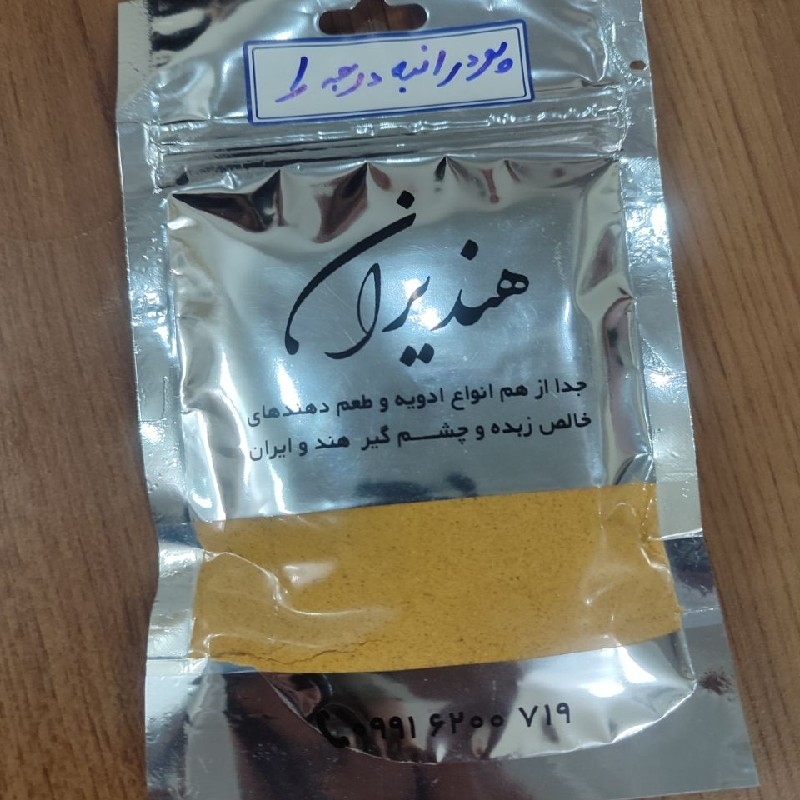 پودر انبه درجه ۱
هندیران
جدا از هم انواع ادویه و طعم دهنده‌های
خالص زبده و چشم گیر هند و ایران
۰۹۹۱ ۶۲۰۰ ۷۱۹